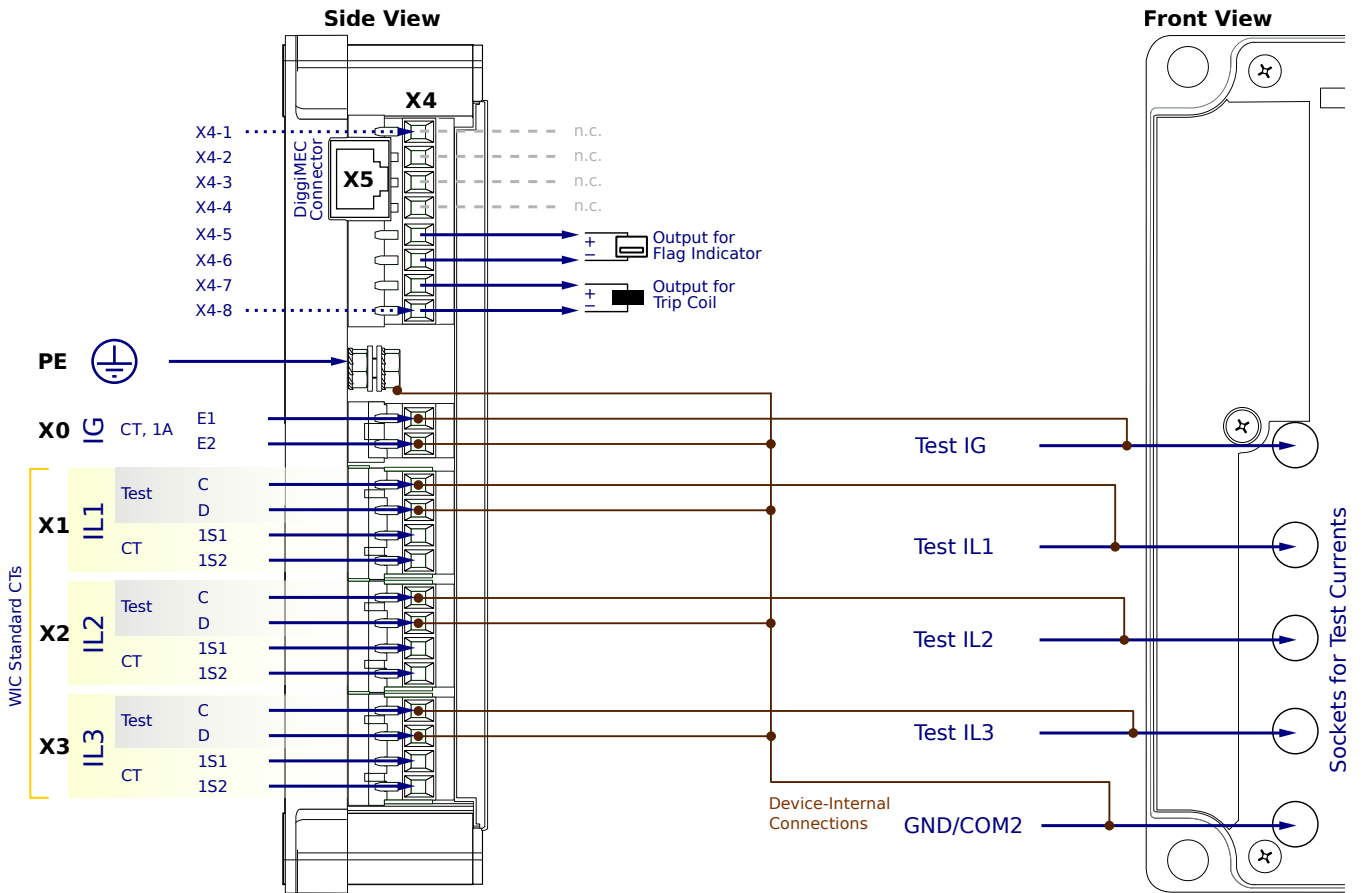 Side View
Front View
X4
X4-1
X4-2
X4-3
X4-4
X4-5
X4-6
X4-7
X4-8
DiggiMEC
Connector
X5
n.c.
n.c.
n.c.
n.c.
+
−
Output for
Flag Indicator
+
−
Output for
Trip Coil
PE
X0
IG
CT, 1A
E1
E2
WIC Standard CTs
X1
IL1
Test
C
D
CT
1S1
1S2
X2
IL2
Test
C
D
CT
1S1
1S2
X3
IL3
Test
C
D
CT
1S1
1S2
Test IG
Test IL1
Test IL2
Test IL3
Device-Internal
Connections
GND/COM2
Sockets for Test Currents